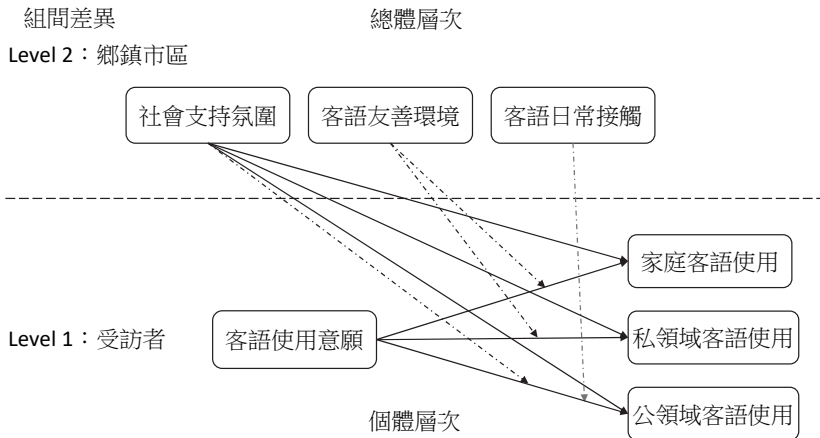 組間差異
總體層次
Level 2：鄉鎮市區
社會支持氛圍
客語友善環境
客語日常接觸
家庭客語使用
Level 1：受訪者
客語使用意願
私領域客語使用
個體層次
公領域客語使用